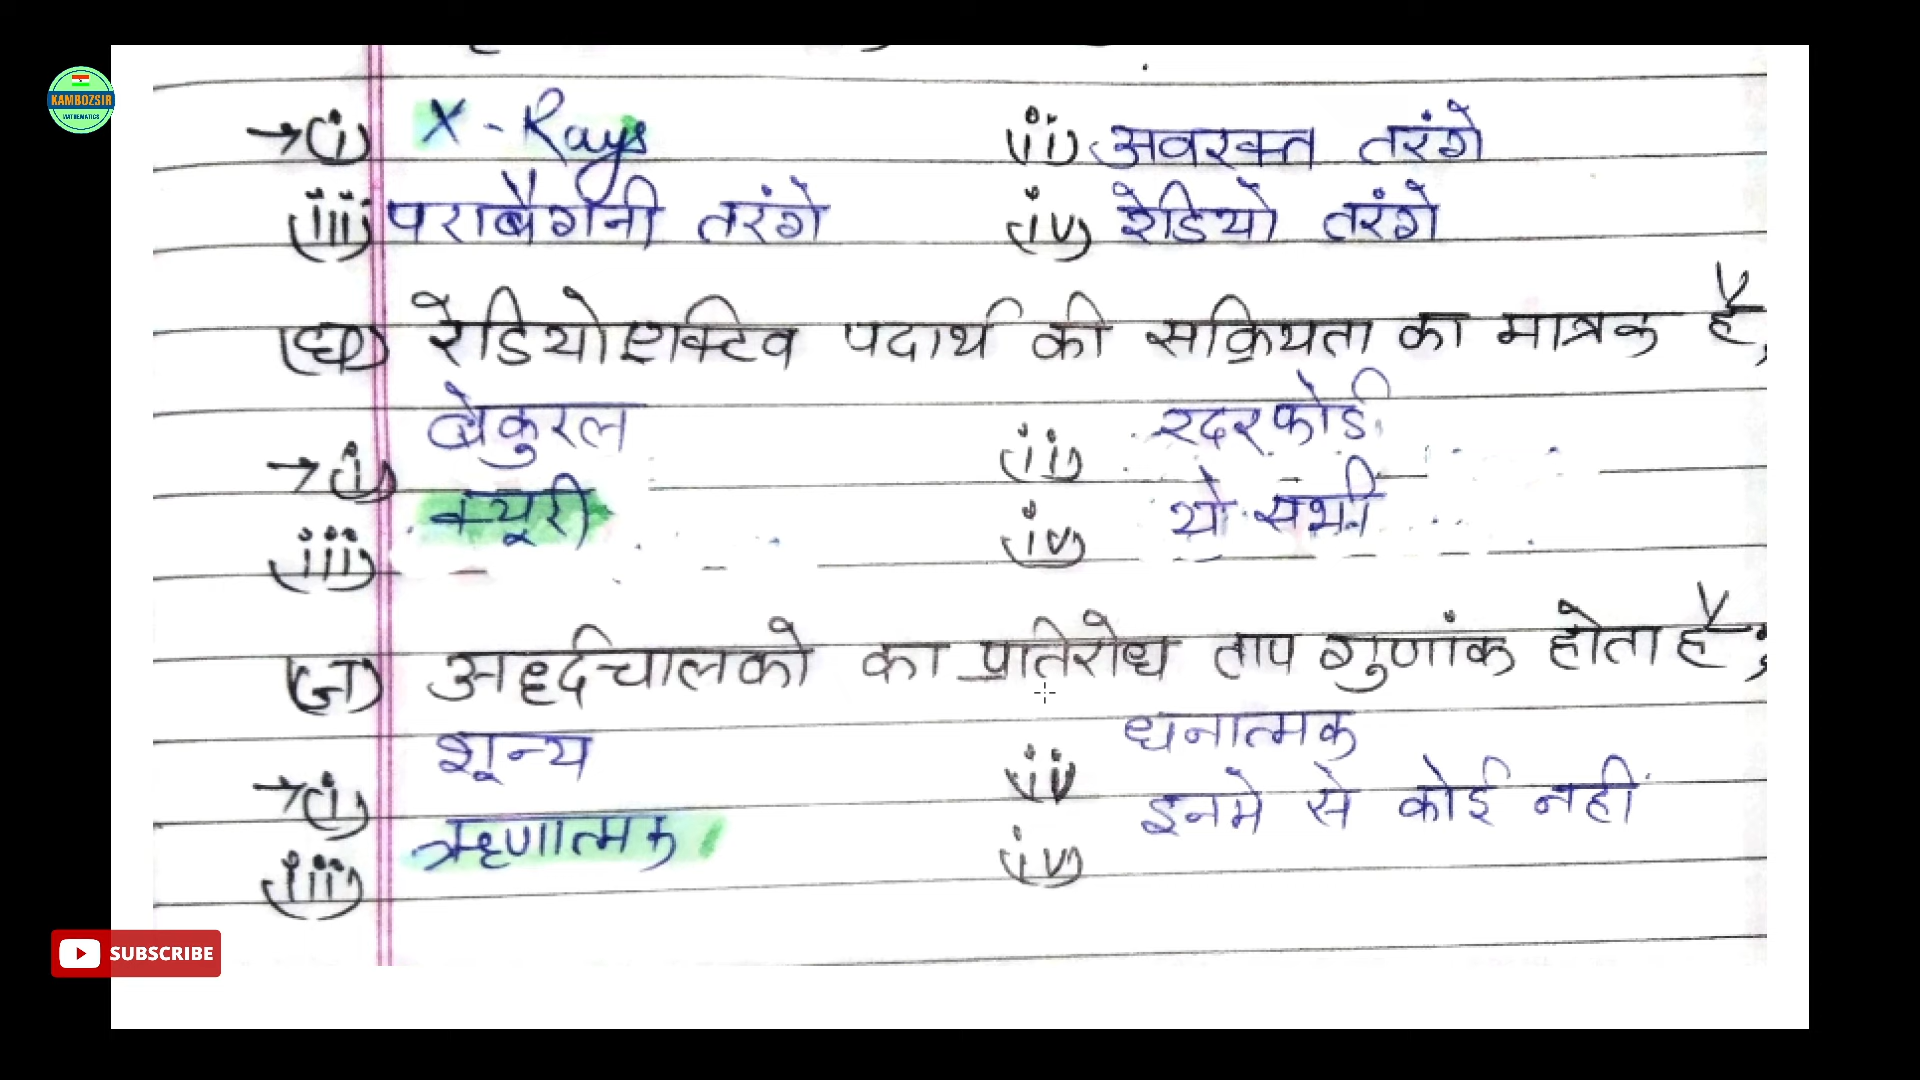 KAMBOZSIR
MATHEMATICS
→(i) X-Rays (ii) अवरक्त तरंगे
(iii) पराबैगनी तरंगे (iv) रेडियो तरंगे
(घ) रेडियोएक्टिव पदार्थ की सक्रियता का मात्रक है,
→(i) बेकुरल (ii) रदरफोर्ड
(iii) क्यूरी (iv) ये सभी
(ज) अर्द्धचालको का प्रतिरोध ताप गुणांक होता है;
→(i) शून्य (ii) धनात्मक
(iii) ऋणात्मक (iv) इनमे से कोई नहीं
SUBSCRIBE